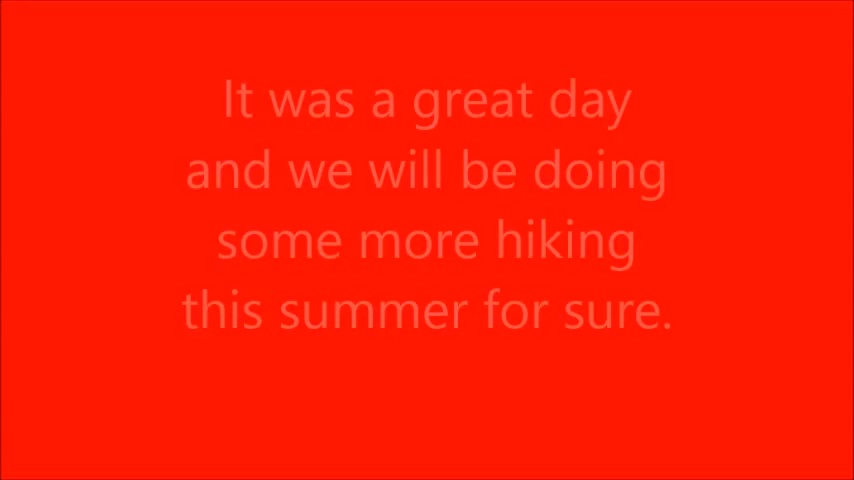 It was a great day
and we will be doing
some more hiking
this summer for sure.